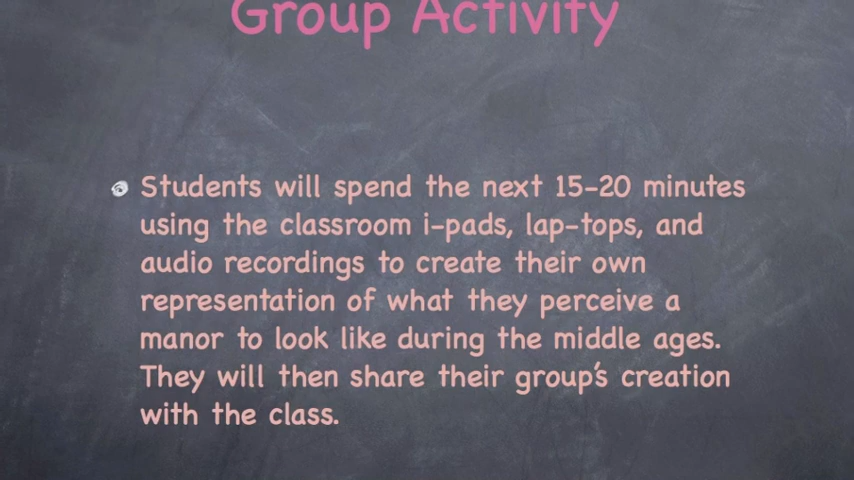 Group Activity
Students will spend the next 15-20 minutes
using the classroom i-pads, lap-tops, and
audio recordings to create their own
representation of what they perceive a
manor to look like during the middle ages.
They will then share their group's creation
with the class.